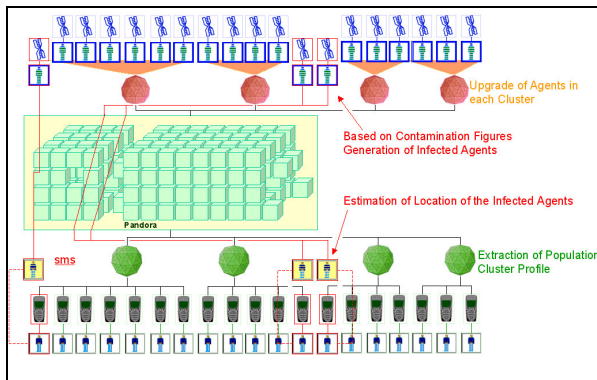 Upgrade of Agents in
each Cluster
Based on Contamination Figures
Generation of Infected Agents
Estimation of Location of the Infected Agents
Pandora
sms
Extraction of Population
Cluster Profile